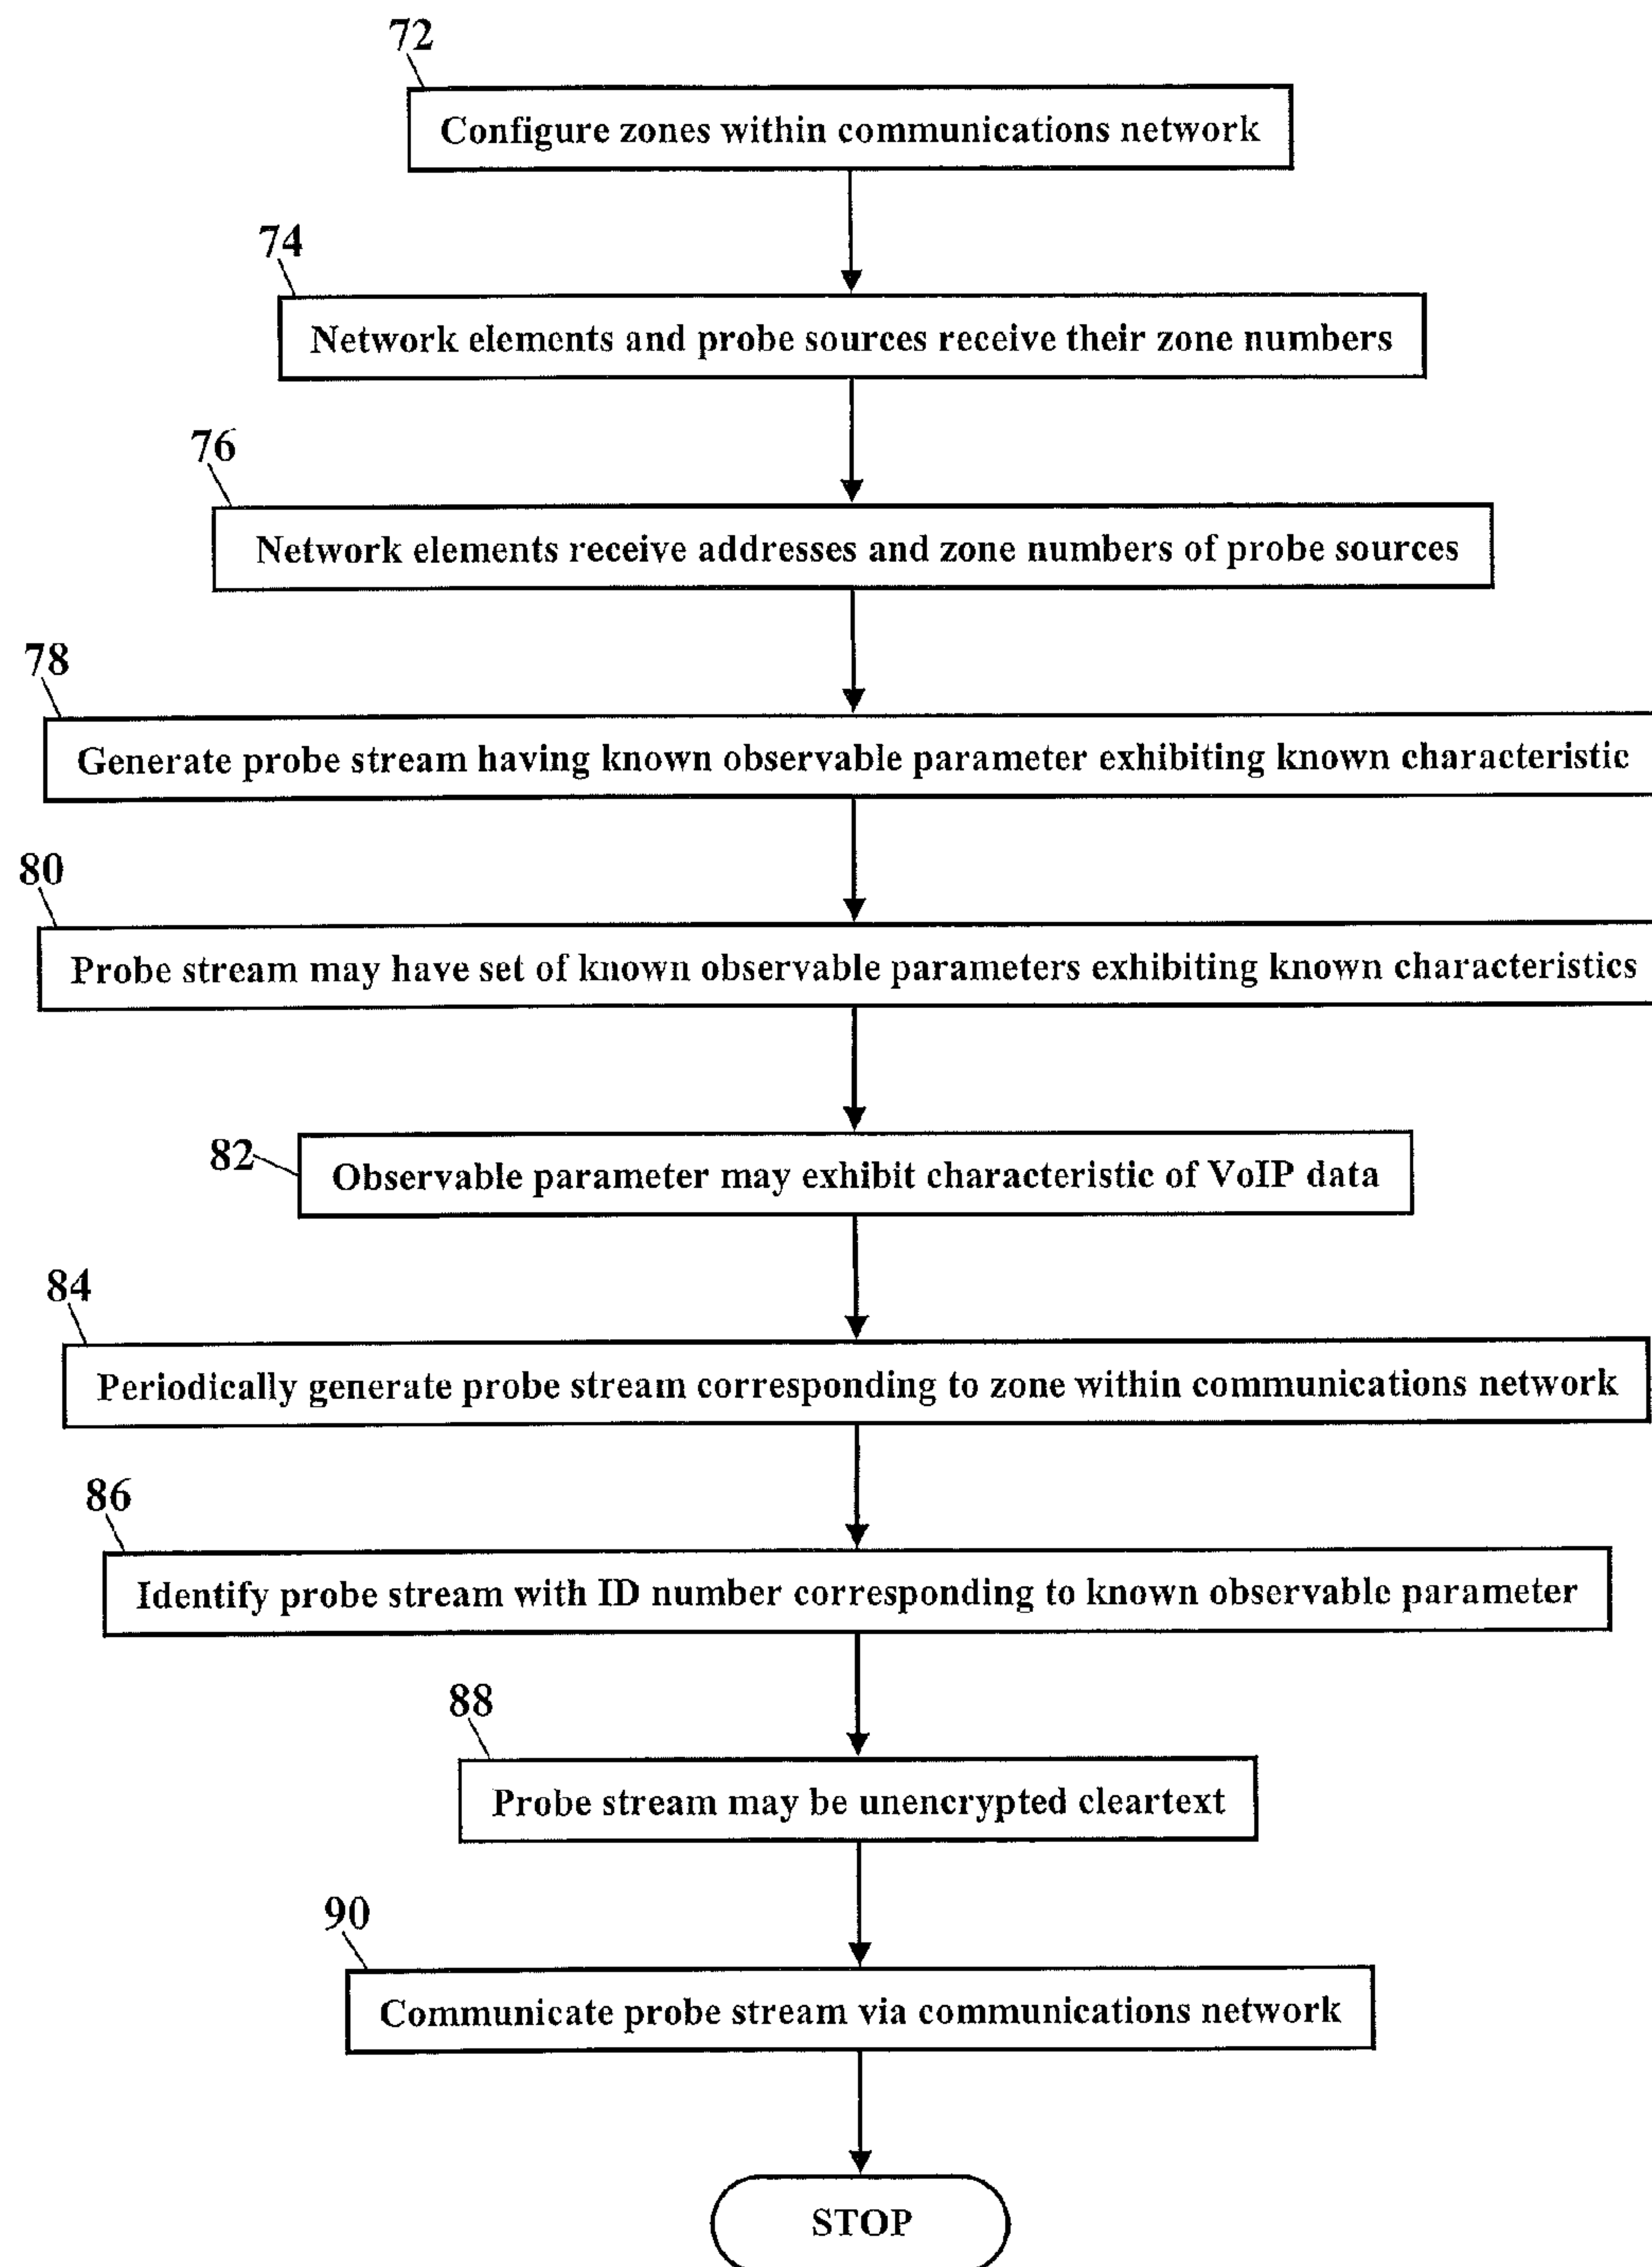 72
Configure zones within communications network
74
Network elements and probe sources receive their zone numbers
76
Network elements receive addresses and zone numbers of probe sources
78
Generate probe stream having known observable parameter exhibiting known characteristic
80
Probe stream may have set of known observable parameters exhibiting known characteristics
82
Observable parameter may exhibit characteristic of VoIP data
84
Periodically generate probe stream corresponding to zone within communications network
86
Identify probe stream with ID number corresponding to known observable parameter
88
Probe stream may be unencrypted cleartext
90
Communicate probe stream via communications network
STOP